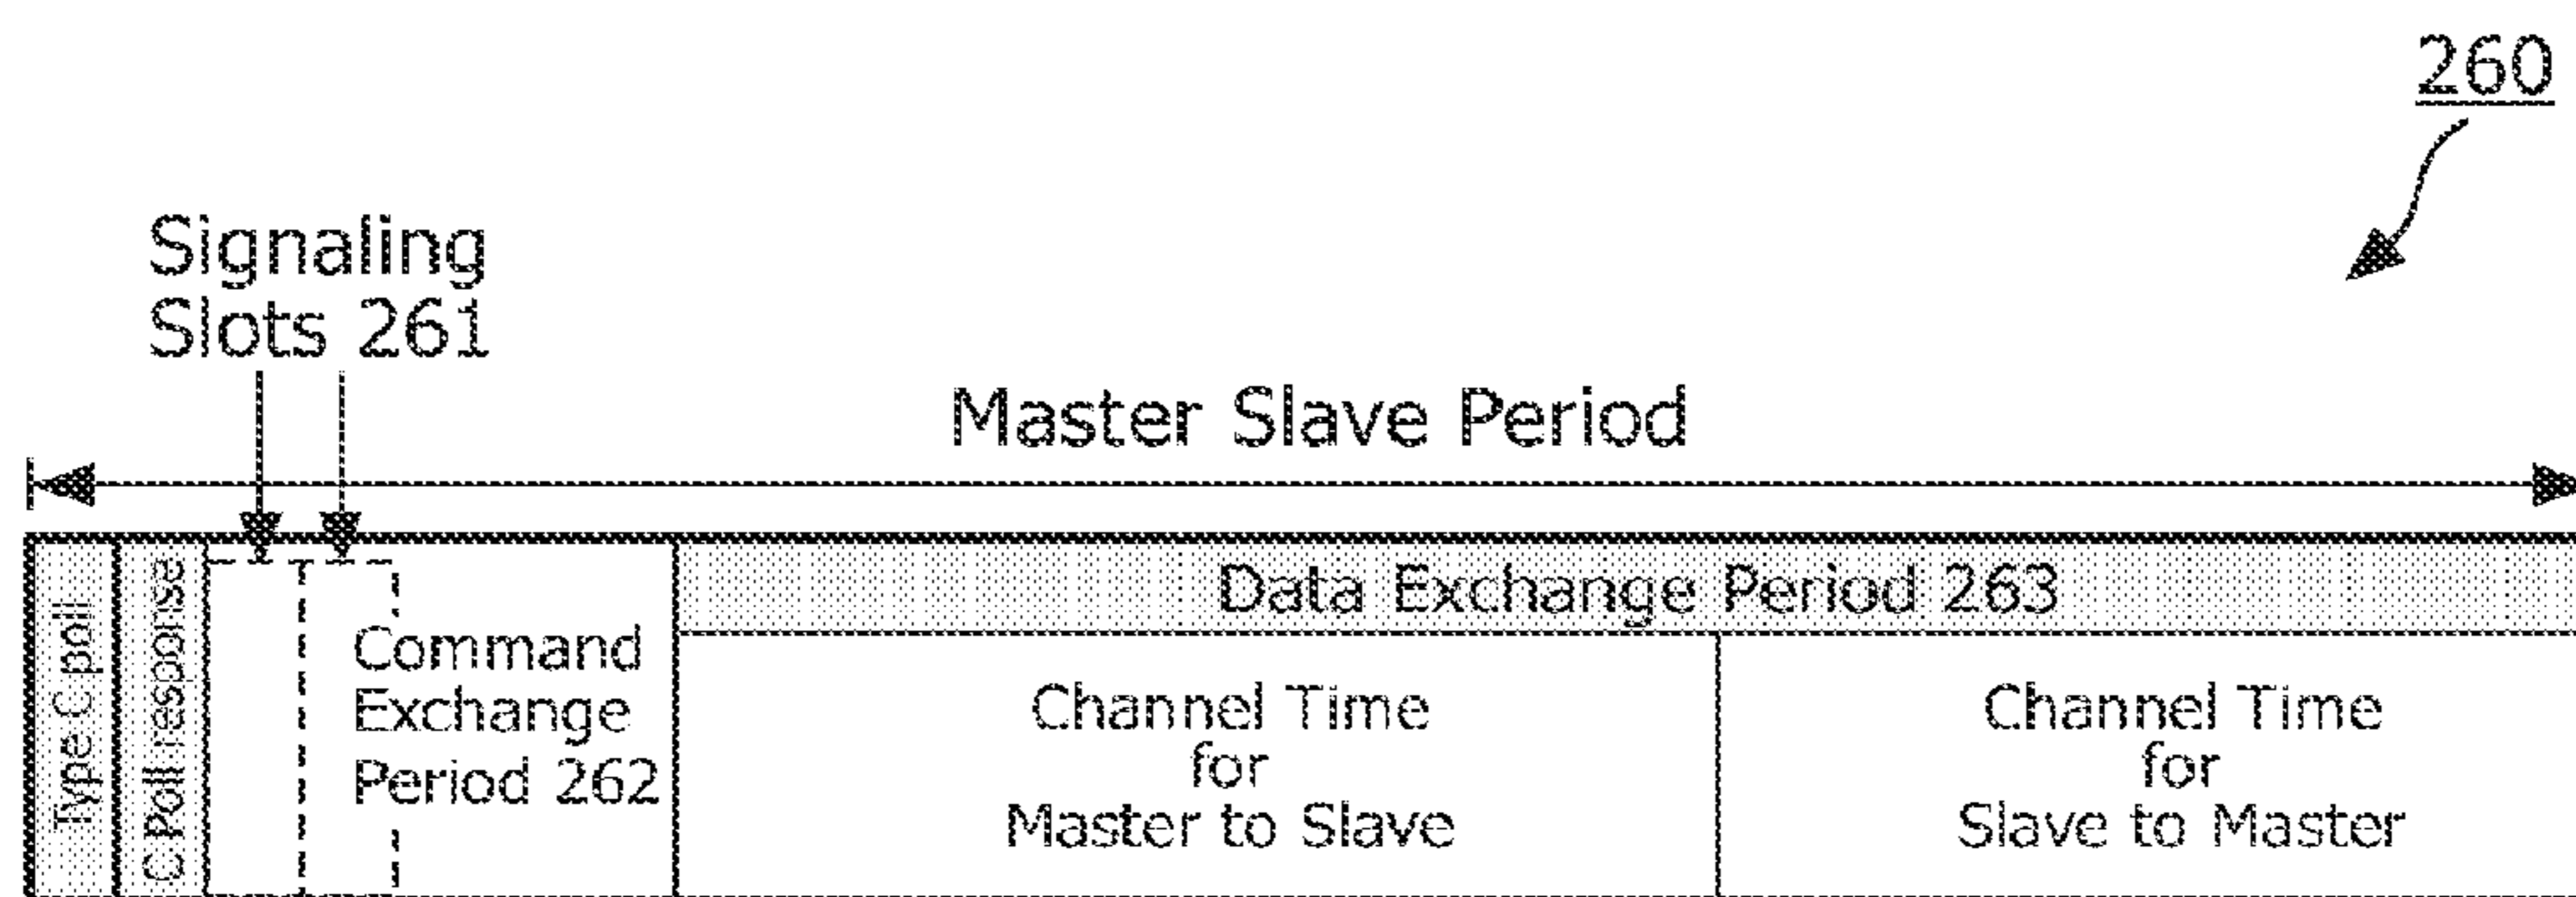 260
Signaling
Slots 261
Master Slave Period
Type C poll
C Poll response
Command
Exchange
Period 262
Data Exchange Period 263
Channel Time
for
Master to Slave
Channel Time
for
Slave to Master